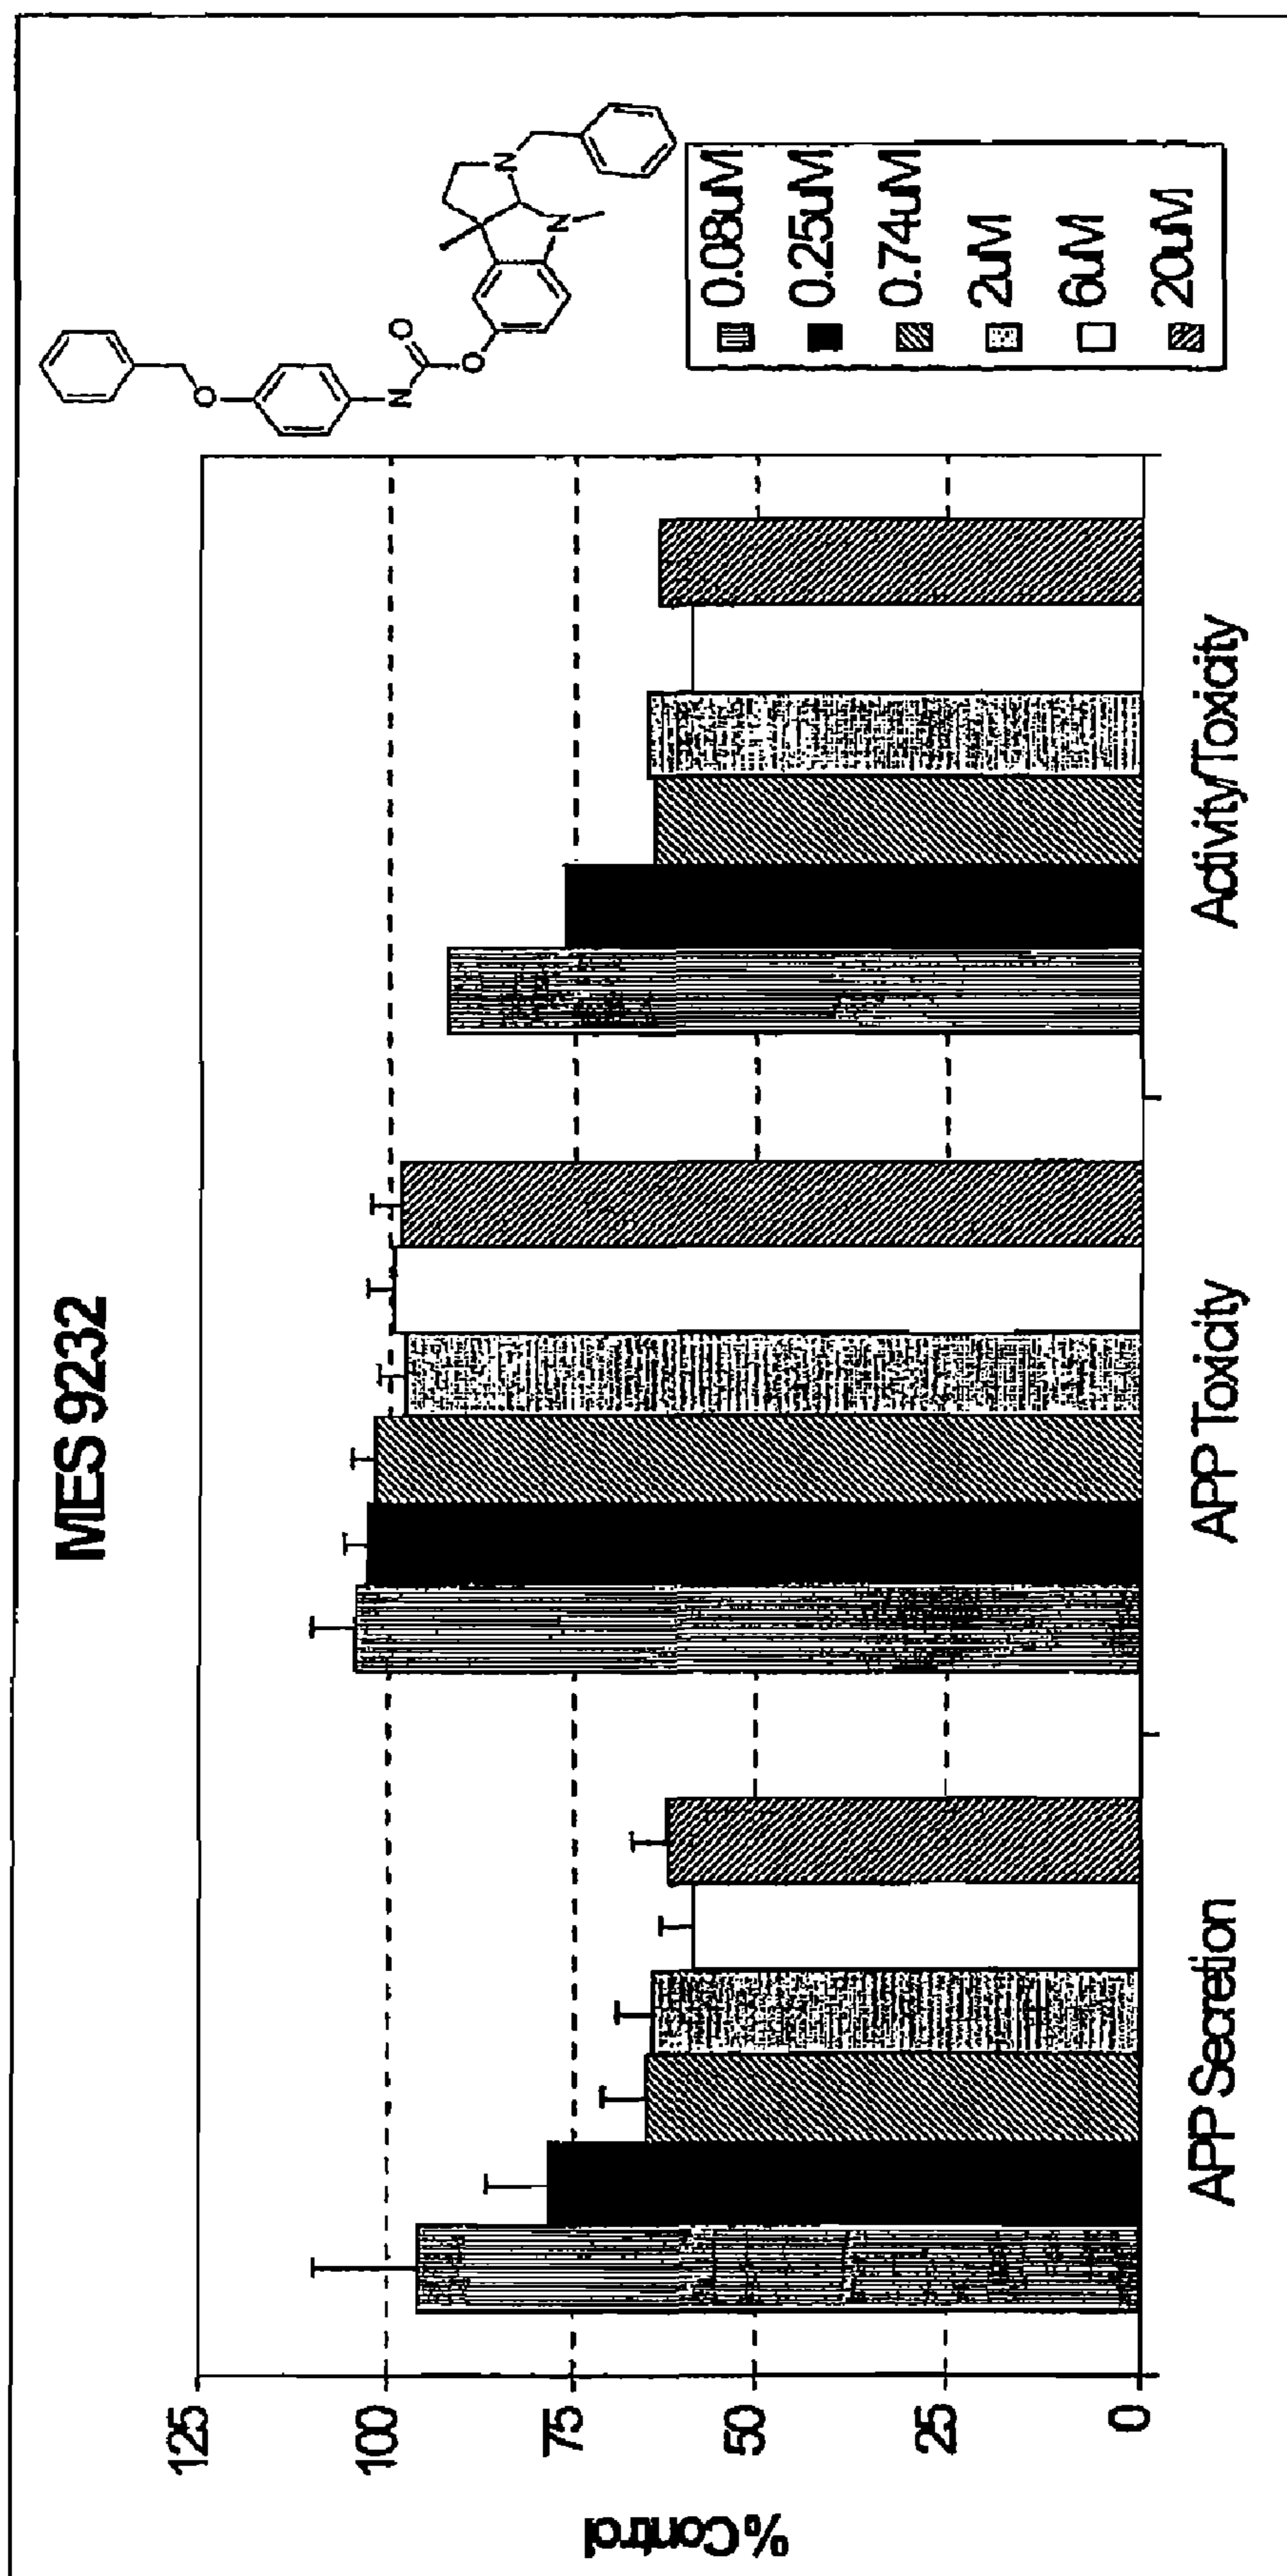 MES 9232
% Control
125
100
75
50
25
0
APP Secretion
APP Toxicity
Activity/Toxicity
0.08uM
0.25uM
0.74uM
2uM
6uM
20uM
O
N
O
O
N
N